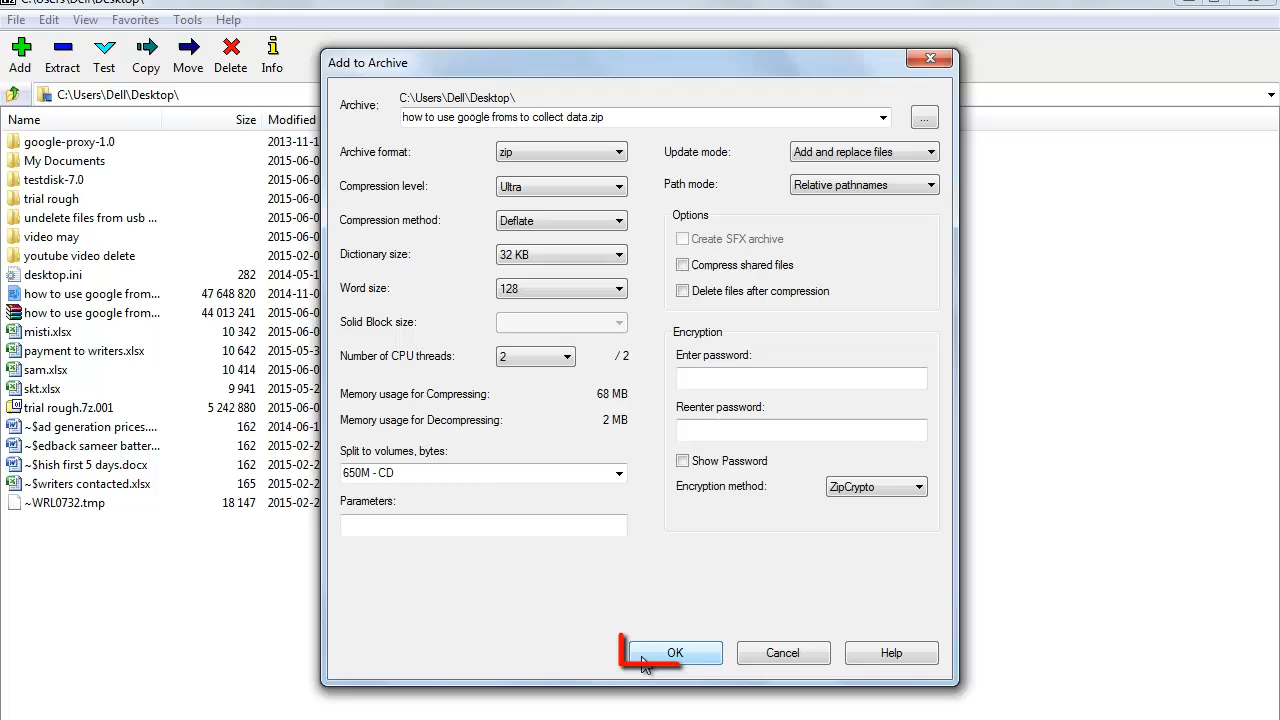 C:\Users\Dell\Desktop\
File Edit View Favorites Tools Help
Add Extract Test Copy Move Delete Info
C:\Users\Dell\Desktop\
Name Size Modified
google-proxy-1.0 2013-11-1
My Documents 2015-06-0
testdisk-7.0 2015-06-0
trial rough 2015-06-0
undelete files from usb ... 2015-06-0
video may 2015-06-0
youtube video delete 2015-02-0
desktop.ini 282 2014-05-1
how to use google from... 47 648 820 2014-11-0
how to use google from... 44 013 241 2015-06-0
misti.xlsx 10 342 2015-06-0
payment to writers.xlsx 10 642 2015-05-3
sam.xlsx 10 414 2015-06-0
skt.xlsx 9 941 2015-05-2
trial rough.7z.001 5 242 880 2015-06-0
~$ad generation prices.... 162 2014-06-1
~$edback sameer batter... 162 2015-02-2
~$hish first 5 days.docx 162 2015-02-2
~$writers contacted.xlsx 165 2015-02-2
~WRL0732.tmp 18 147 2015-02-2
Add to Archive
Archive: C:\Users\Dell\Desktop\
how to use google froms to collect data.zip ...
Archive format: zip
Compression level: Ultra
Compression method: Deflate
Dictionary size: 32 KB
Word size: 128
Solid Block size:
Number of CPU threads: 2 / 2
Memory usage for Compressing: 68 MB
Memory usage for Decompressing: 2 MB
Split to volumes, bytes:
650M - CD
Parameters:
Update mode: Add and replace files
Path mode: Relative pathnames
Options
Create SFX archive
Compress shared files
Delete files after compression
Encryption
Enter password:
Reenter password:
Show Password
Encryption method: ZipCrypto
OK Cancel Help